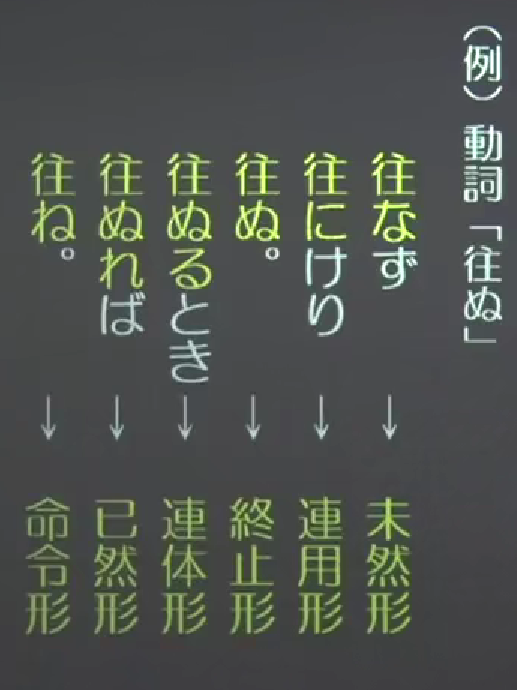 （例）動詞「往ぬ」
往なず→未然形
往にけり→連用形
往ぬ。→終止形
往ぬるとき→連体形
往ぬれば→已然形
往ね。→命令形